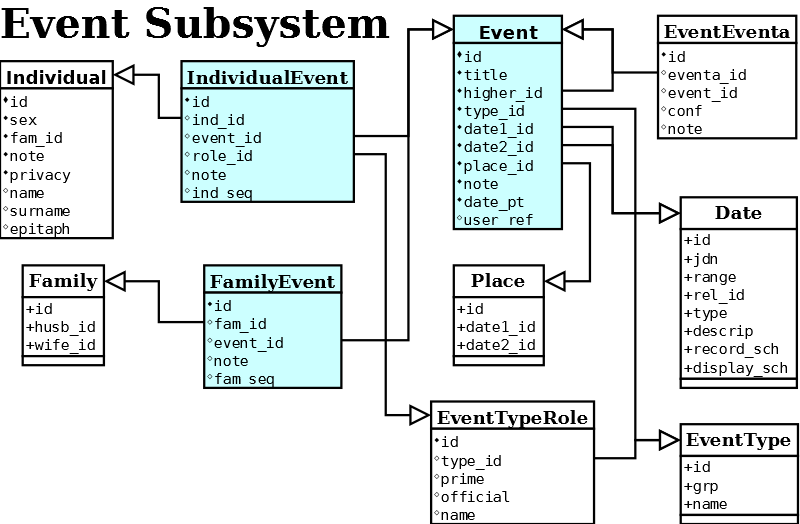 Event Subsystem
Individual
id
sex
fam_id
note
privacy
name
surname
epitaph
IndividualEvent
id
ind_id
event_id
role_id
note
ind_seq
Event
id
title
higher_id
type_id
date1_id
date2_id
place_id
note
date_pt
user_ref
EventEventa
id
eventa_id
event_id
conf
note
Family
+id
+husb_id
+wife_id
FamilyEvent
id
fam_id
event_id
note
fam_seq
Place
+id
+date1_id
+date2_id
Date
+id
+jdn
+range
+rel_id
+type
+descrip
+record_sch
+display_sch
EventTypeRole
id
type_id
prime
official
name
EventType
+id
+grp
+name